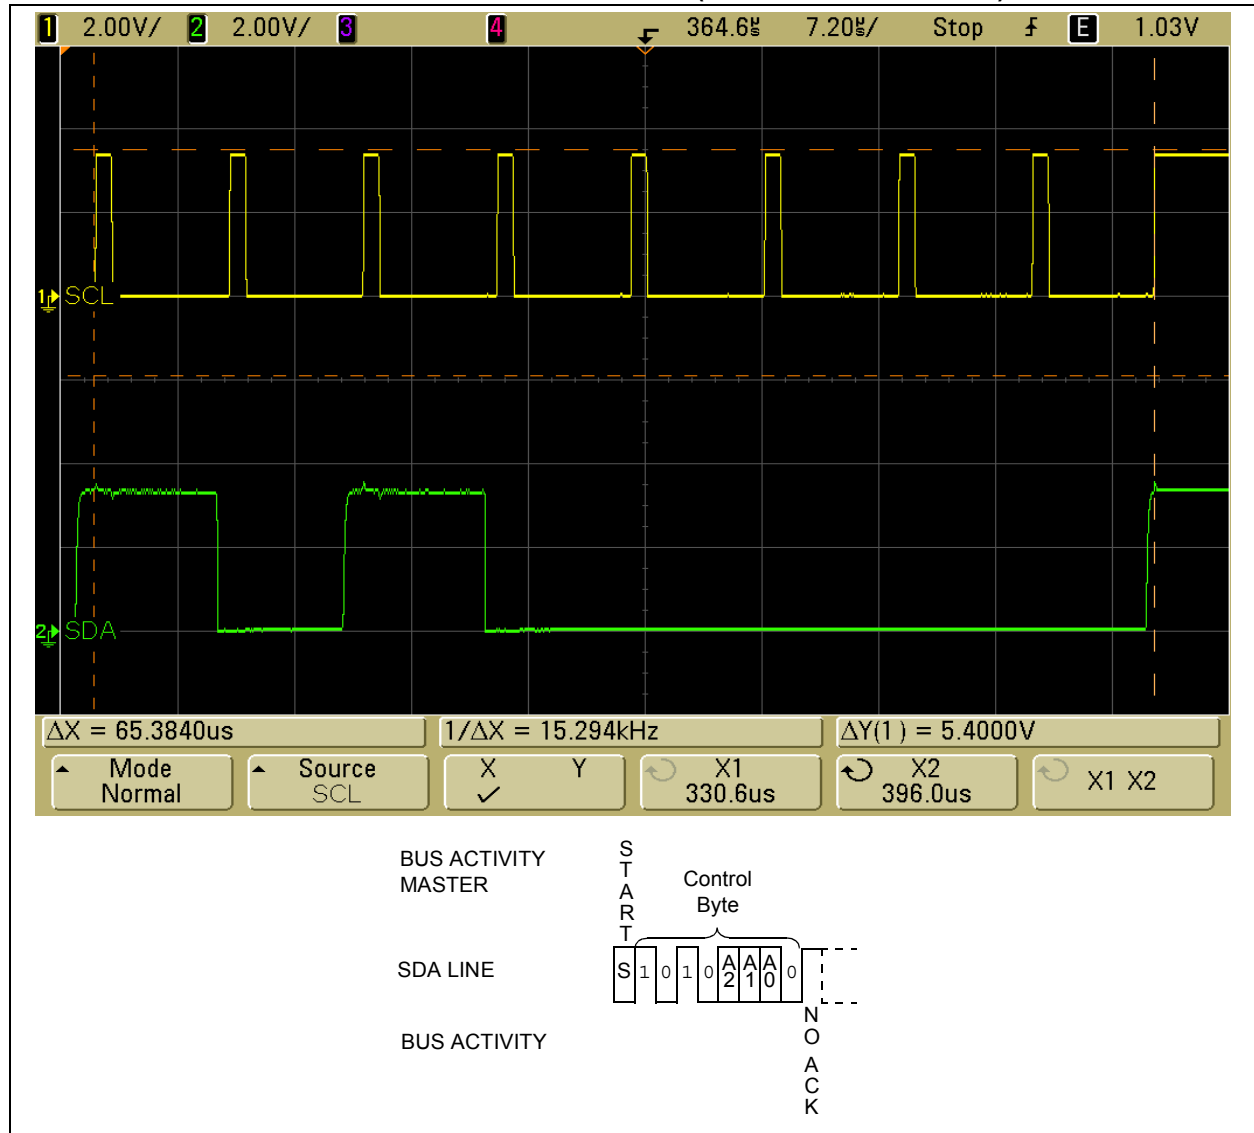 1 2.00V/ 2 2.00V/ 3 4 364.6µs 7.20µs/ Stop E 1.03V
1 SCL
2 SDA
ΔX = 65.3840us 1/ΔX = 15.294kHz ΔY(1) = 5.4000V
Mode Normal Source SCL X Y X1 330.6us X2 396.0us X1 X2
BUS ACTIVITY MASTER
START
Control Byte
SDA LINE
S 1 0 1 0 A2 A1 A0 0
BUS ACTIVITY
NO ACK